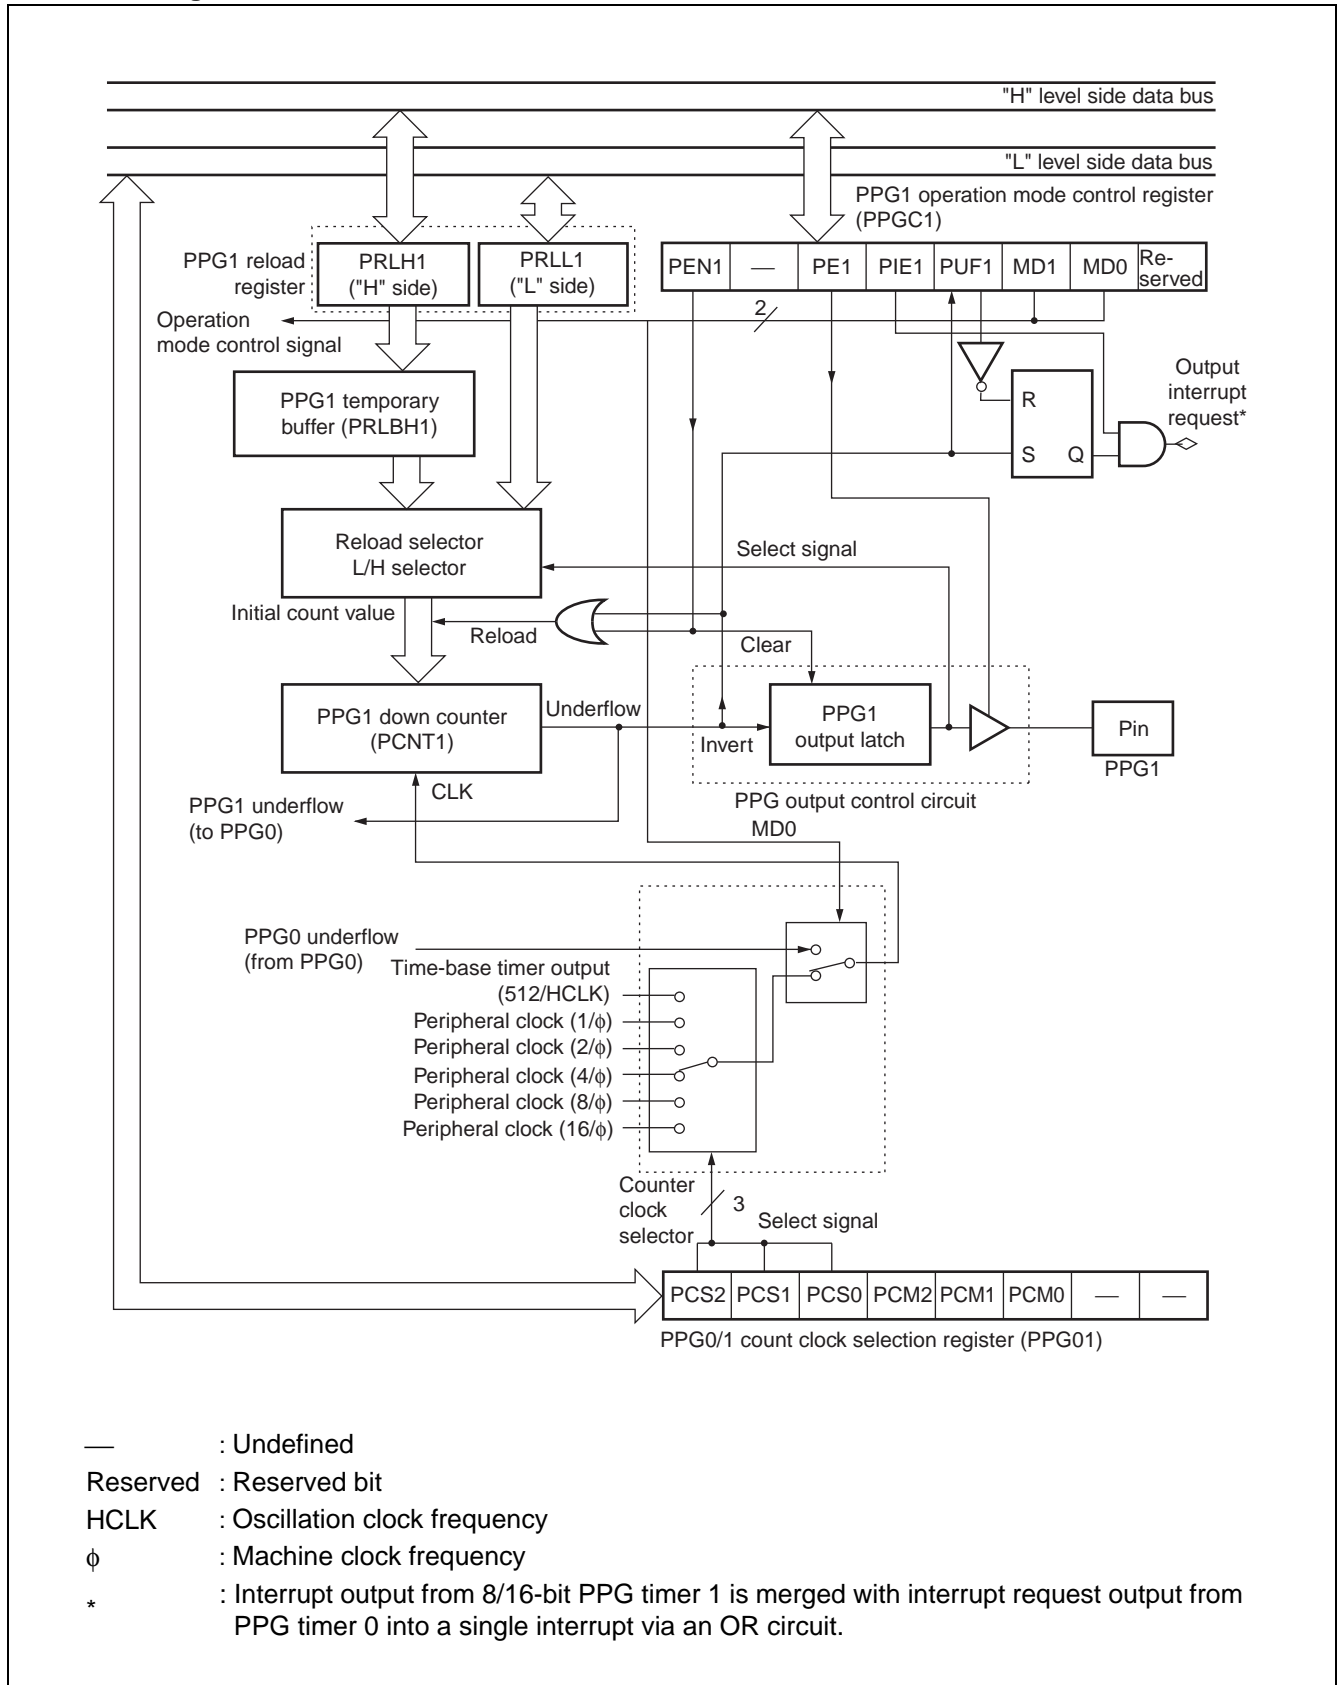 "H" level side data bus
"L" level side data bus
PPG1 operation mode control register
(PPGC1)
PPG1 reload
register
PRLH1
("H" side)
PRLL1
("L" side)
PEN1 — PE1 PIE1 PUF1 MD1 MD0 Re-
served
Operation
mode control signal
2
Output
interrupt
request*
PPG1 temporary
buffer (PRLBH1)
R
S Q
Reload selector
L/H selector
Select signal
Initial count value
Reload
Clear
PPG1 down counter
(PCNT1)
Underflow
Invert
PPG1
output latch
Pin
PPG1
CLK
PPG output control circuit
PPG1 underflow
(to PPG0)
MD0
PPG0 underflow
(from PPG0)
Time-base timer output
(512/HCLK)
Peripheral clock (1/ϕ)
Peripheral clock (2/ϕ)
Peripheral clock (4/ϕ)
Peripheral clock (8/ϕ)
Peripheral clock (16/ϕ)
Counter
clock
selector
3
Select signal
PCS2 PCS1 PCS0 PCM2 PCM1 PCM0 — —
PPG0/1 count clock selection register (PPG01)
— : Undefined
Reserved : Reserved bit
HCLK : Oscillation clock frequency
ϕ : Machine clock frequency
* : Interrupt output from 8/16-bit PPG timer 1 is merged with interrupt request output from
PPG timer 0 into a single interrupt via an OR circuit.